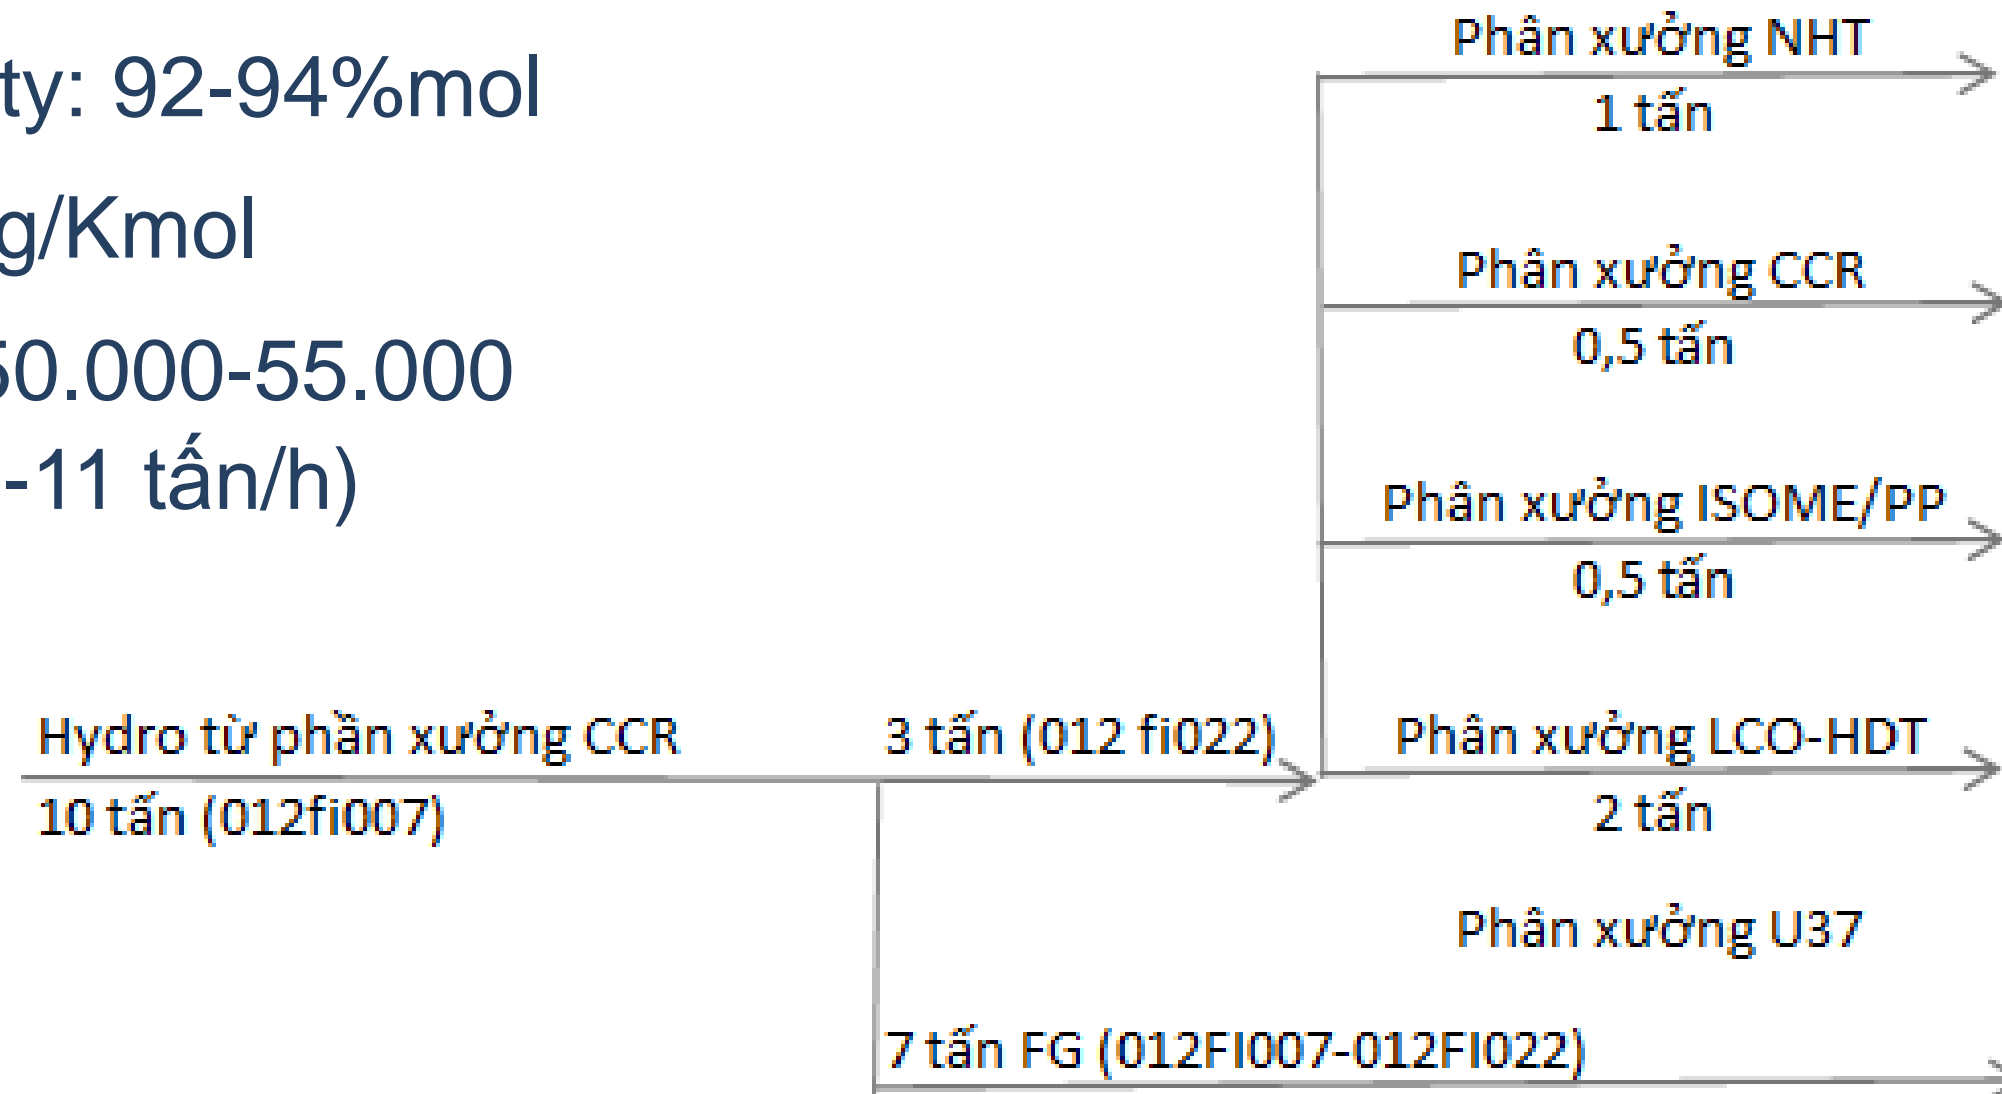 ty: 92-94%mol
g/Kmol
50.000-55.000
-11 tấn/h)
Phân xưởng NHT
1 tấn
Phân xưởng CCR
0,5 tấn
Phân xưởng ISOME/PP
0,5 tấn
Hydro từ phần xưởng CCR
10 tấn (012fi007)
3 tấn (012 fi022)
Phân xưởng LCO-HDT
2 tấn
Phân xưởng U37
7 tấn FG (012FI007-012FI022)